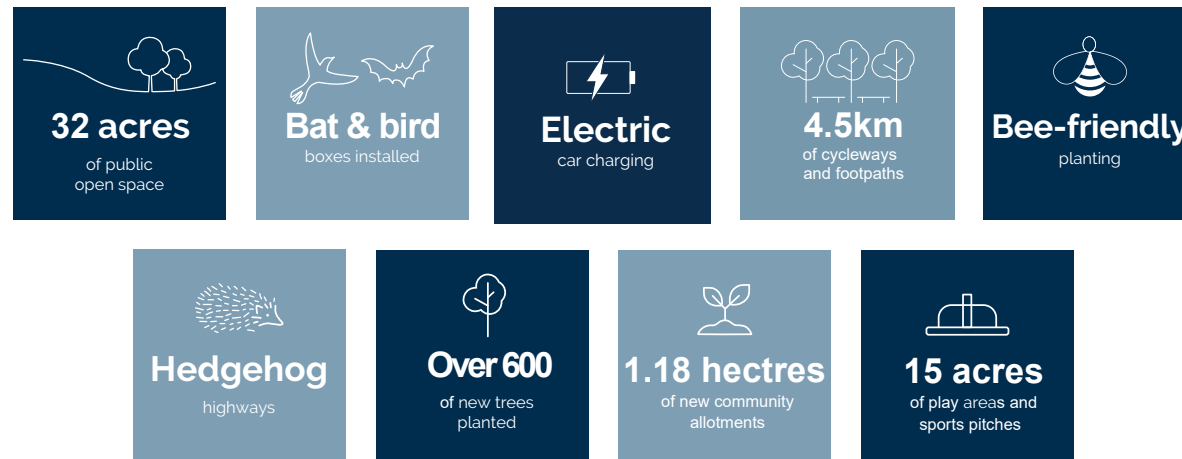 32 acres
of public
open space
Bat & bird
boxes installed
Electric
car charging
4.5km
of cycleways
and footpaths
Bee-friendly
planting
Hedgehog
highways
Over 600
of new trees
planted
1.18 hectres
of new community
allotments
15 acres
of play areas and
sports pitches